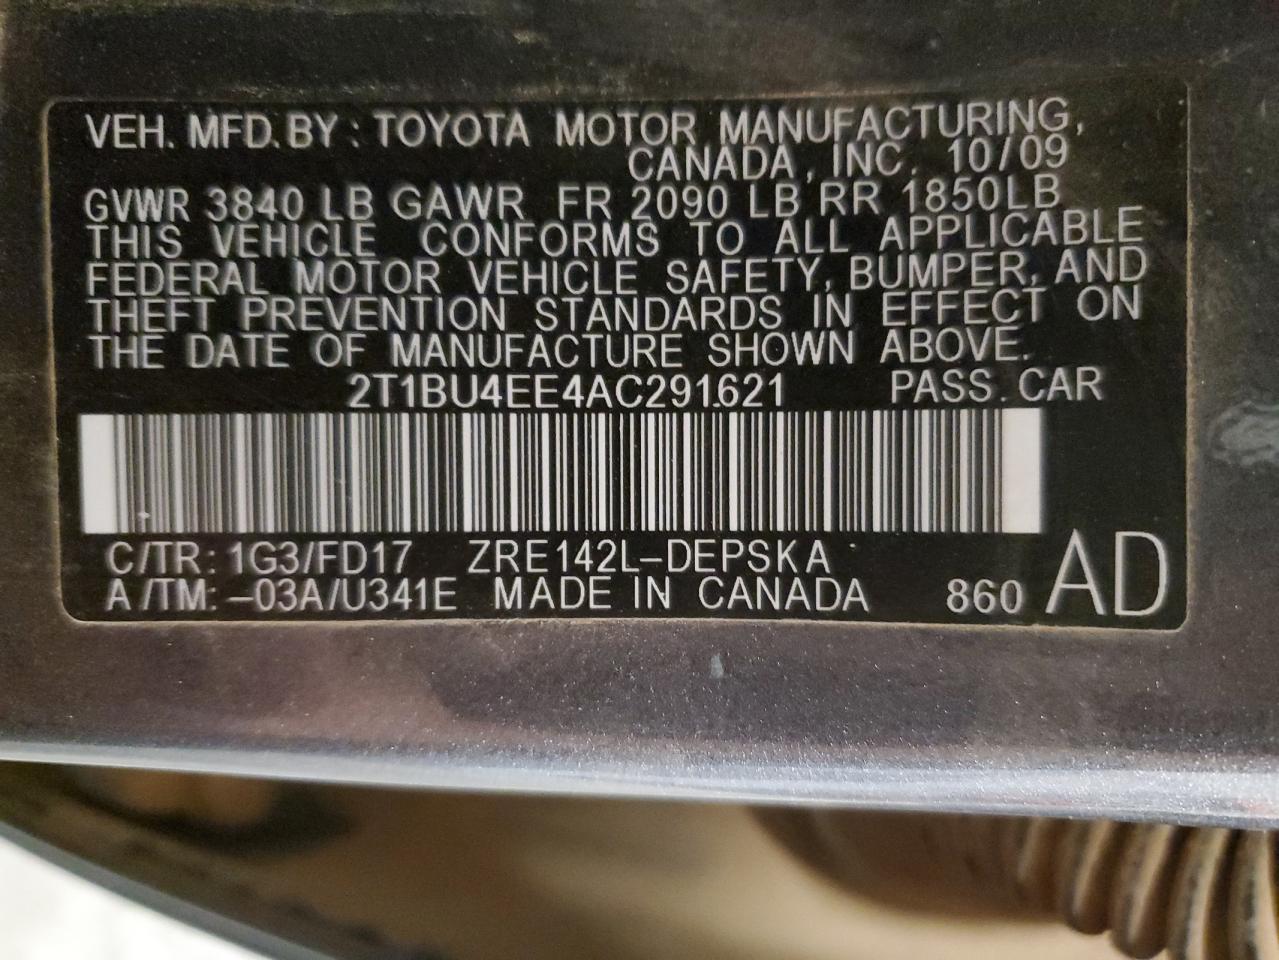 VEH. MFD. BY : TOYOTA MOTOR MANUFACTURING,
CANADA, INC. 10/09
GVWR 3840 LB GAWR FR 2090 LB RR 1850LB
THIS VEHICLE CONFORMS TO ALL APPLICABLE
FEDERAL MOTOR VEHICLE SAFETY, BUMPER, AND
THEFT PREVENTION STANDARDS IN EFFECT ON
THE DATE OF MANUFACTURE SHOWN ABOVE.
2T1BU4EE4AC291621 PASS. CAR
C/TR: 1G3/FD17 ZRE142L-DEPSKA
A/TM: -03A/U341E MADE IN CANADA 860 AD